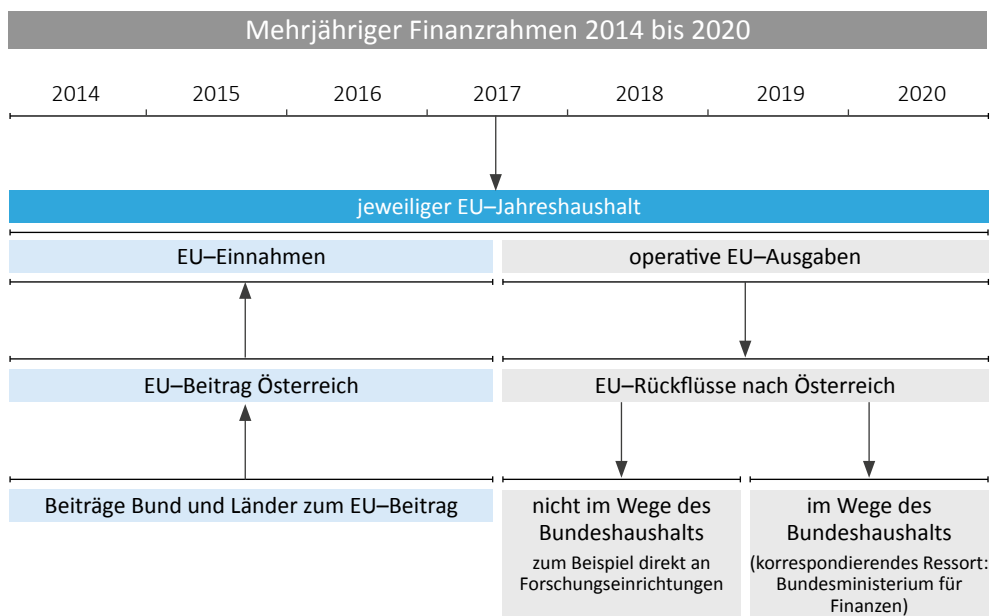 Mehrjähriger Finanzrahmen 2014 bis 2020
2014 2015 2016 2017 2018 2019 2020
jeweiliger EU–Jahreshaushalt
EU–Einnahmen
operative EU–Ausgaben
EU–Beitrag Österreich
EU–Rückflüsse nach Österreich
Beiträge Bund und Länder zum EU–Beitrag
nicht im Wege des
Bundeshaushalts
zum Beispiel direkt an
Forschungseinrichtungen
im Wege des
Bundeshaushalts
(korrespondierendes Ressort:
Bundesministerium für
Finanzen)